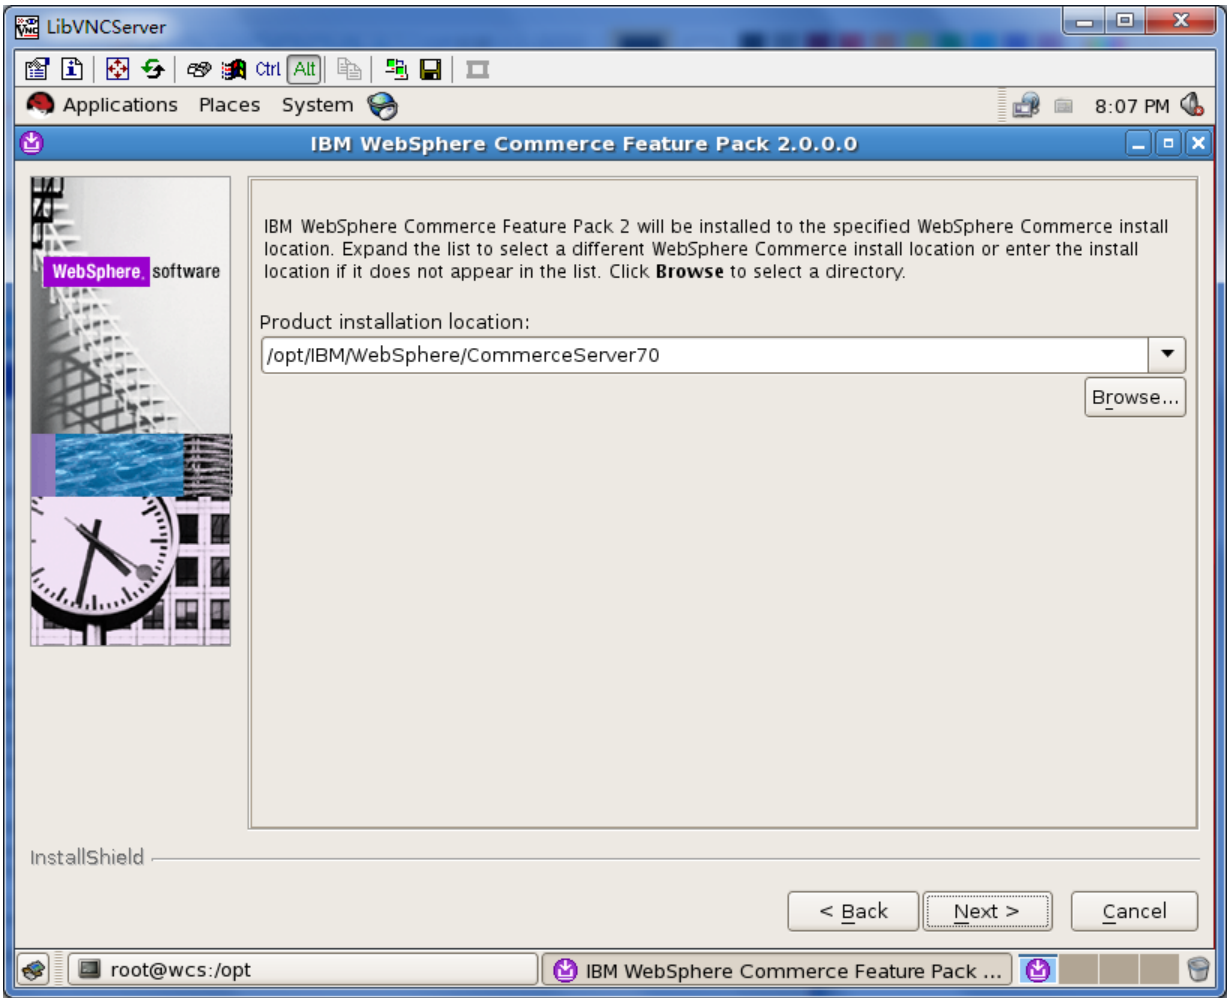 LibVNCServer
Ctrl Alt
Applications Places System
8:07 PM
IBM WebSphere Commerce Feature Pack 2.0.0.0
WebSphere. software
IBM WebSphere Commerce Feature Pack 2 will be installed to the specified WebSphere Commerce install
location. Expand the list to select a different WebSphere Commerce install location or enter the install
location if it does not appear in the list. Click Browse to select a directory.
Product installation location:
/opt/IBM/WebSphere/CommerceServer70
Browse...
InstallShield
< Back
Next >
Cancel
root@wcs:/opt
IBM WebSphere Commerce Feature Pack ...